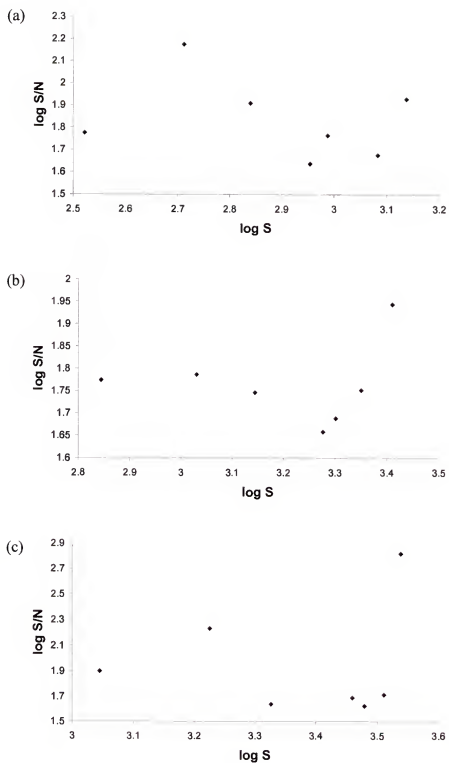 (a)
log S/N
2.3
2.2
2.1
2
1.9
1.8
1.7
1.6
1.5
2.5 2.6 2.7 2.8 2.9 3 3.1 3.2
log S
(b)
log S/N
2
1.95
1.9
1.85
1.8
1.75
1.7
1.65
1.6
2.8 2.9 3 3.1 3.2 3.3 3.4 3.5
log S
(c)
log S/N
2.9
2.7
2.5
2.3
2.1
1.9
1.7
1.5
3 3.1 3.2 3.3 3.4 3.5 3.6
log S